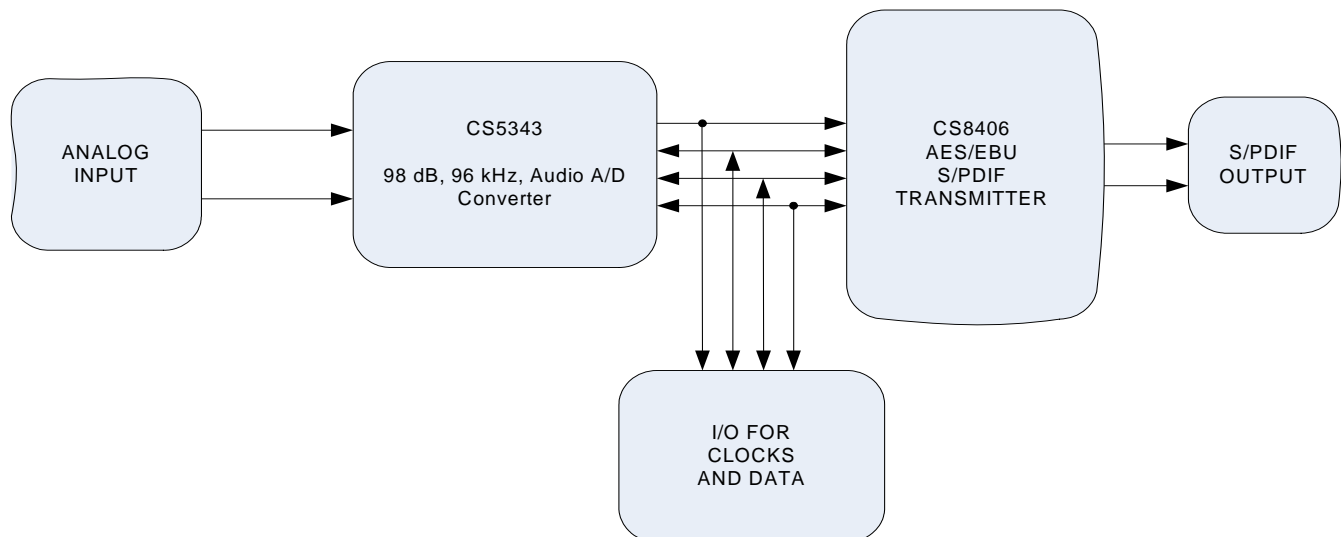 ANALOG
INPUT
CS5343
98 dB, 96 kHz, Audio A/D
Converter
CS8406
AES/EBU
S/PDIF
TRANSMITTER
S/PDIF
OUTPUT
I/O FOR
CLOCKS
AND DATA